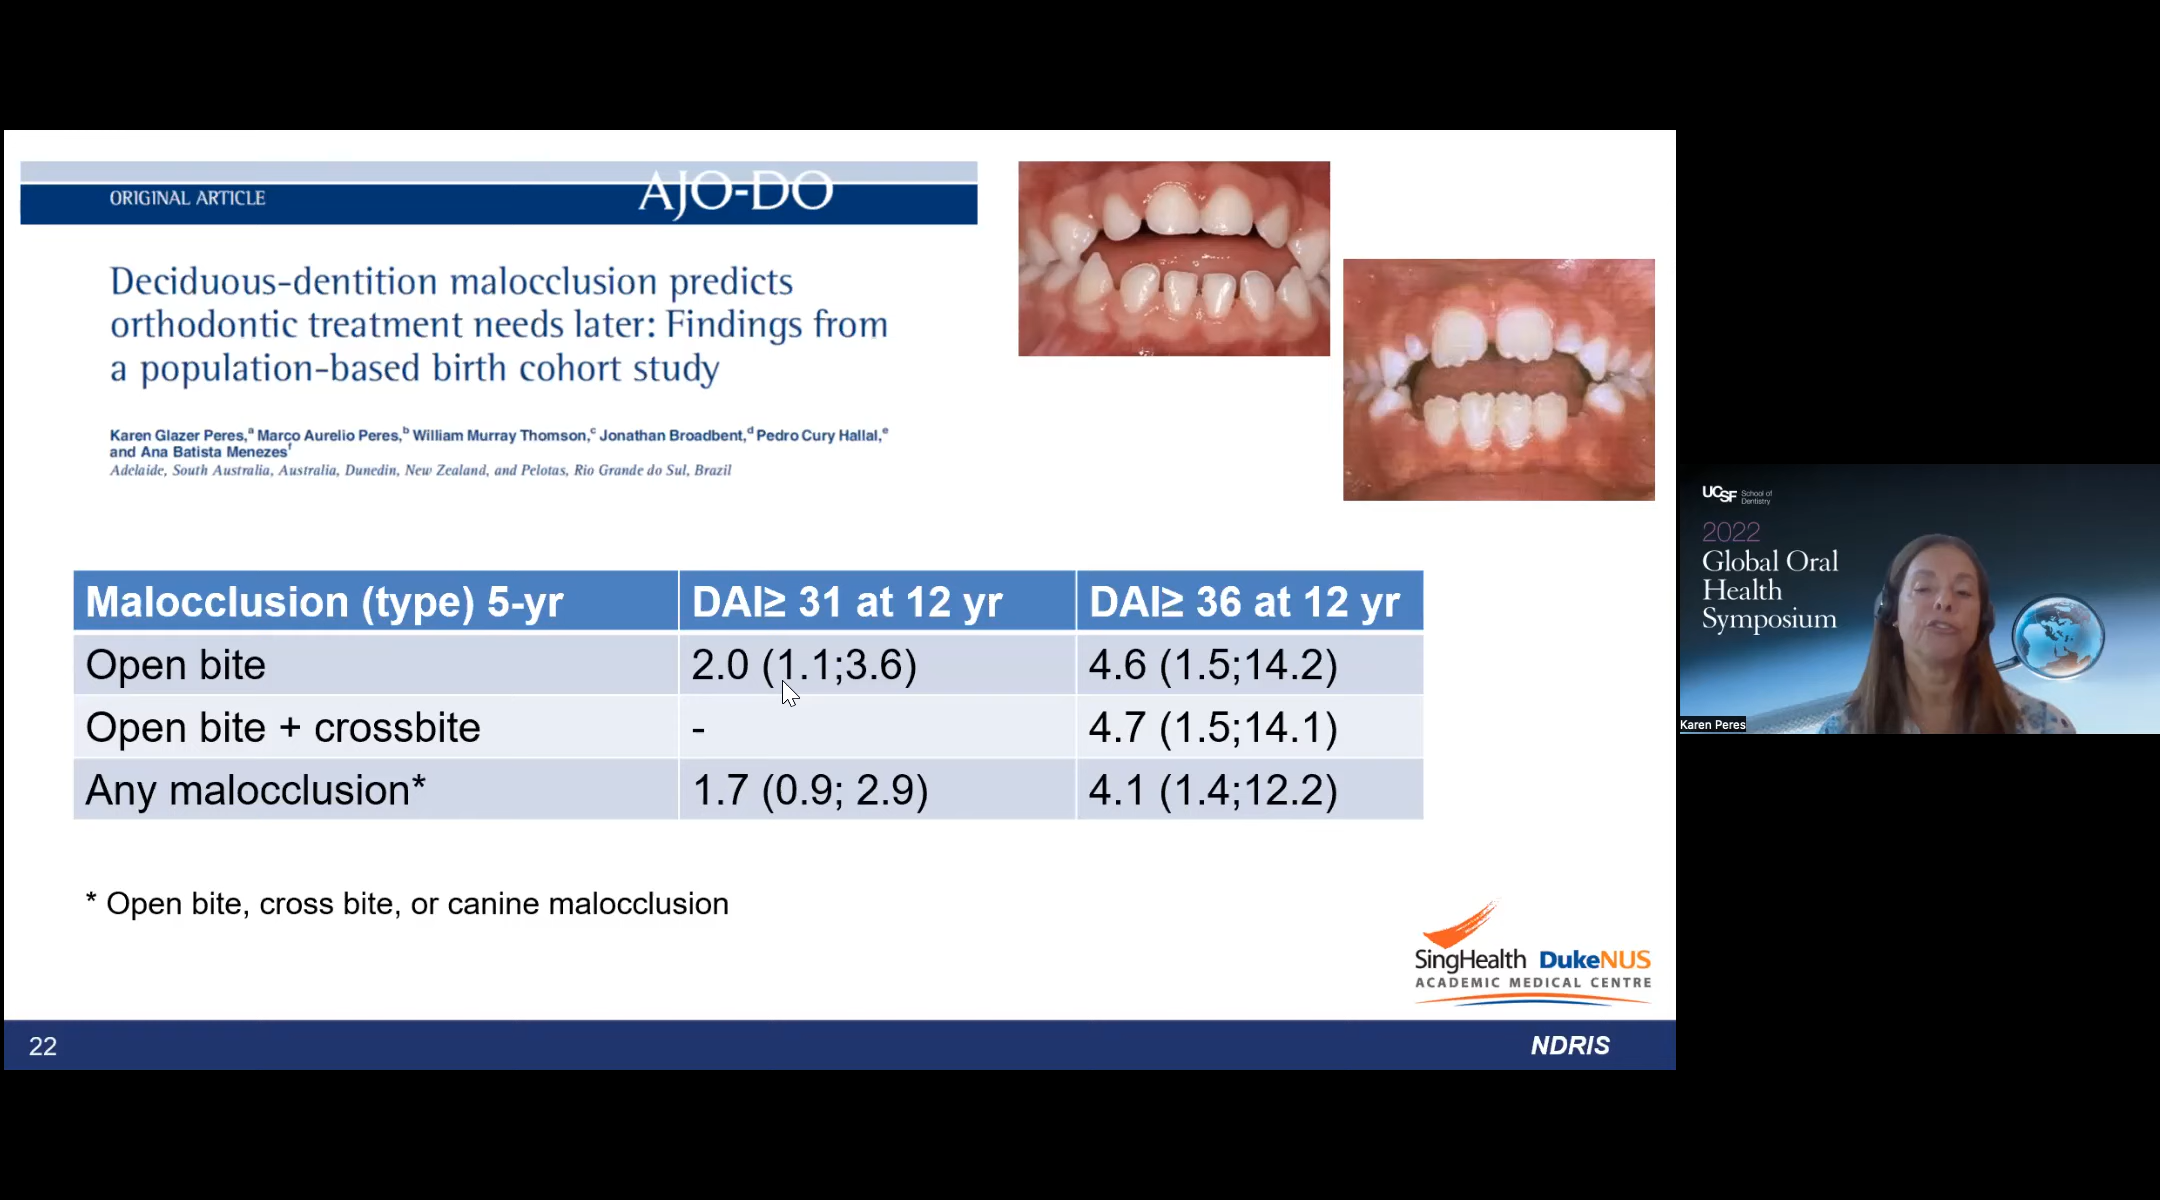 ORIGINAL ARTICLE
AJO-DO
Deciduous-dentition malocclusion predicts
orthodontic treatment needs later: Findings from
a population-based birth cohort study
Karen Glazer Peres,a Marco Aurelio Peres,b William Murray Thomson,c Jonathan Broadbent,d Pedro Cury Hallal,e
and Ana Batista Menezesf
Adelaide, South Australia, Australia, Dunedin, New Zealand, and Pelotas, Rio Grande do Sul, Brazil
Malocclusion (type) 5-yr DAI≥ 31 at 12 yr DAI≥ 36 at 12 yr
Open bite 2.0 (1.1;3.6) 4.6 (1.5;14.2)
Open bite + crossbite - 4.7 (1.5;14.1)
Any malocclusion* 1.7 (0.9; 2.9) 4.1 (1.4;12.2)
* Open bite, cross bite, or canine malocclusion
SingHealth DukeNUS
ACADEMIC MEDICAL CENTRE
22
NDRIS
UCSF School of
Dentistry
2022
Global Oral
Health
Symposium
Karen Peres